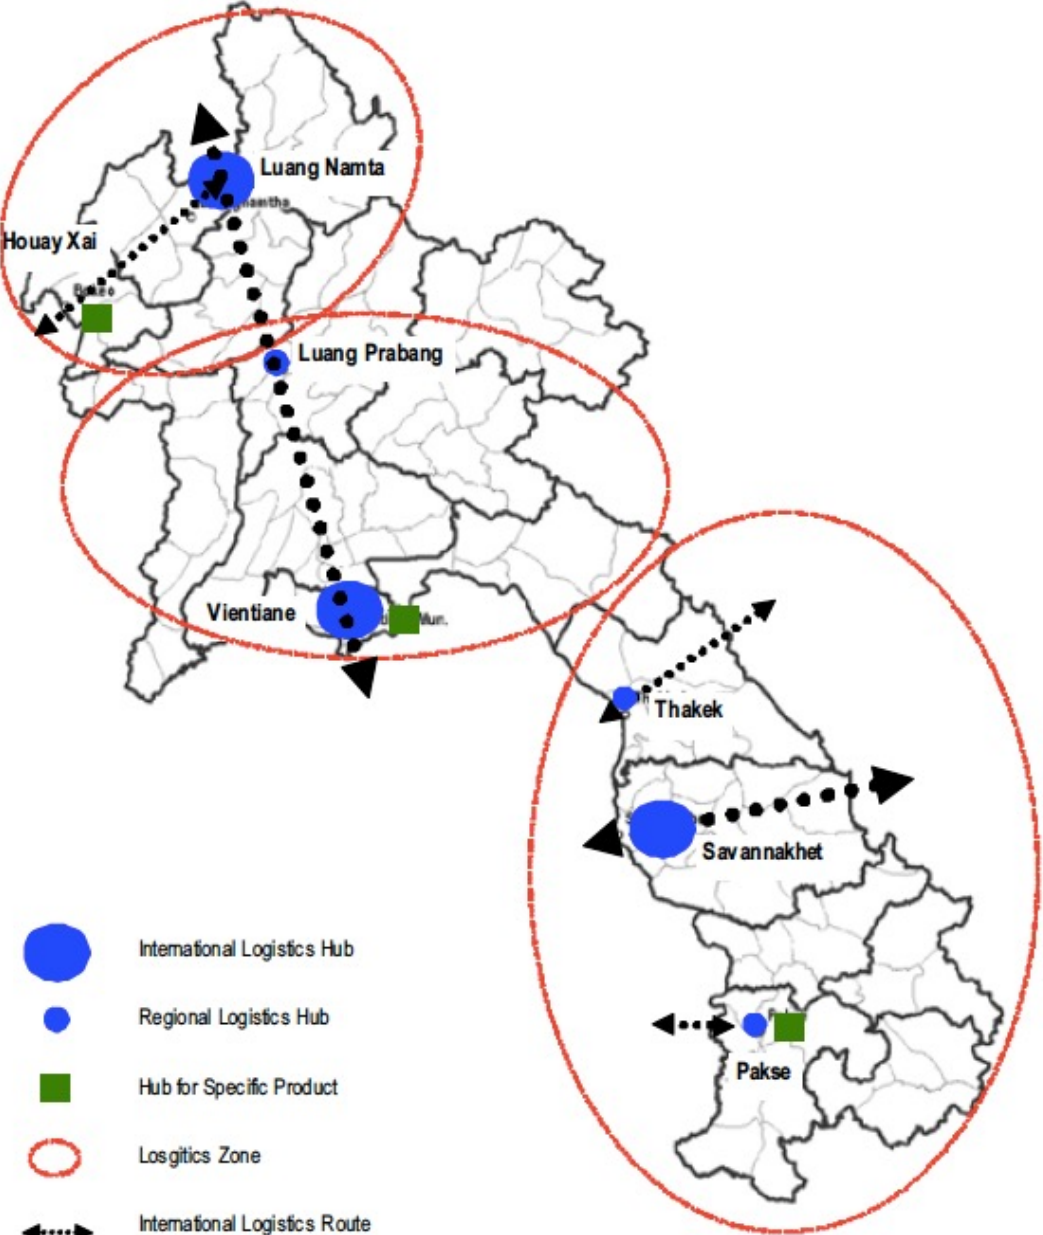 Luang Namta
Houay Xai
Luang Prabang
Vientiane
Mun.
Thakek
Savannakhet
Pakse
International Logistics Hub
Regional Logistics Hub
Hub for Specific Product
Losgitics Zone
International Logistics Route